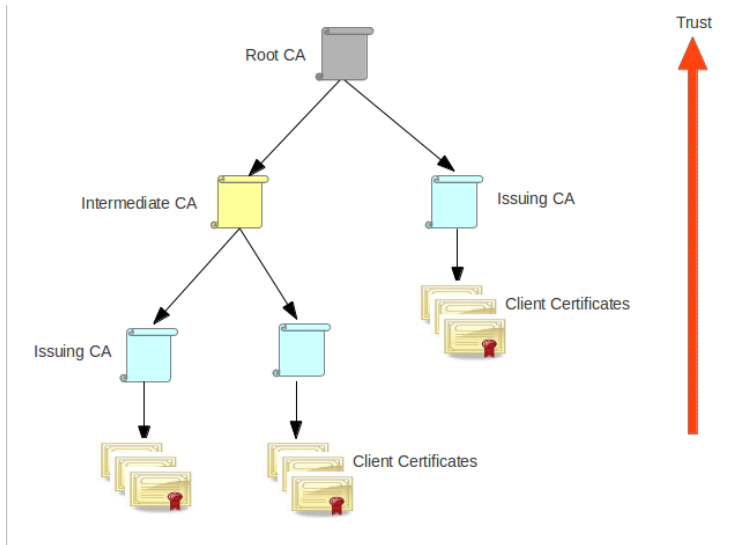 Trust
Root CA
Intermediate CA
Issuing CA
Client Certificates
Issuing CA
Client Certificates